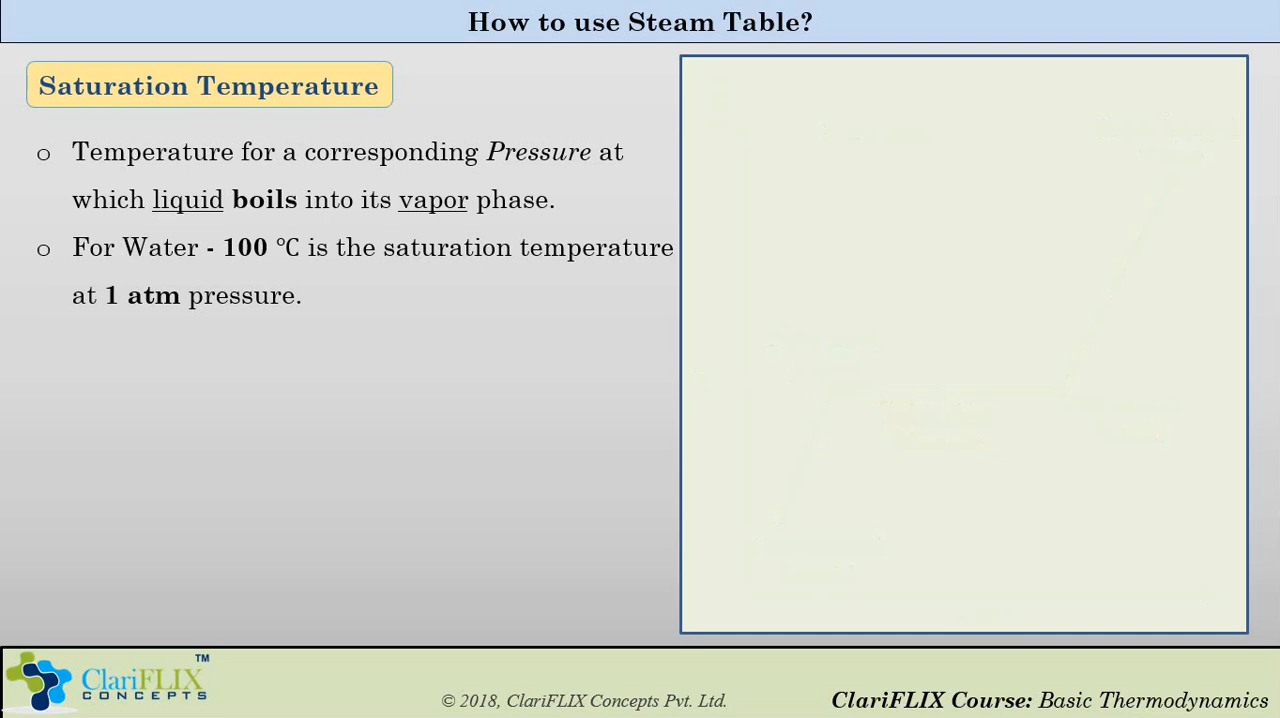 How to use Steam Table?
Saturation Temperature
o Temperature for a corresponding Pressure at
which liquid boils into its vapor phase.
o For Water - 100 ℃ is the saturation temperature
at 1 atm pressure.
ClariFLIX TM
CONCEPTS
© 2018, ClariFLIX Concepts Pvt. Ltd.
ClariFLIX Course: Basic Thermodynamics